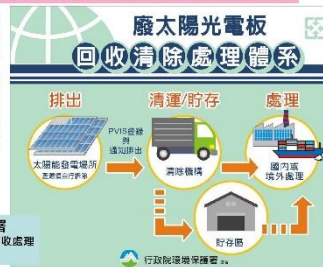 廢太陽光電板
回收清除處理體系
排出
清運/貯存
處理
PVIS登錄
與
通知排出
太陽能發電場所
清除機構
國內或
境外處理
貯存區
署
收處理
行政院環境保護署